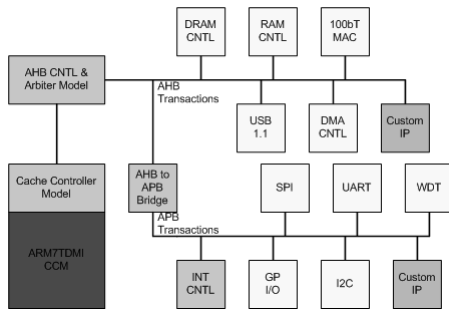 DRAM
CNTL
RAM
CNTL
100bT
MAC
AHB CNTL &
Arbiter Model
AHB
Transactions
USB
1.1
DMA
CNTL
Custom
IP
Cache Controller
Model
AHB to
APB
Bridge
SPI
UART
WDT
APB
Transactions
ARM7TDMI
CCM
INT
CNTL
GP
I/O
I2C
Custom
IP